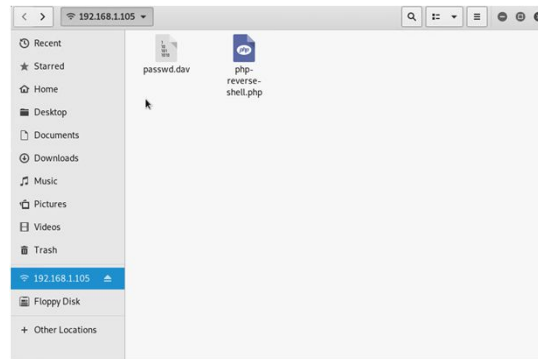 192.168.1.105
Recent
Starred
Home
Desktop
Documents
Downloads
Music
Pictures
Videos
Trash
192.168.1.105
Floppy Disk
+ Other Locations
passwd.dav
php
php-
reverse-
shell.php